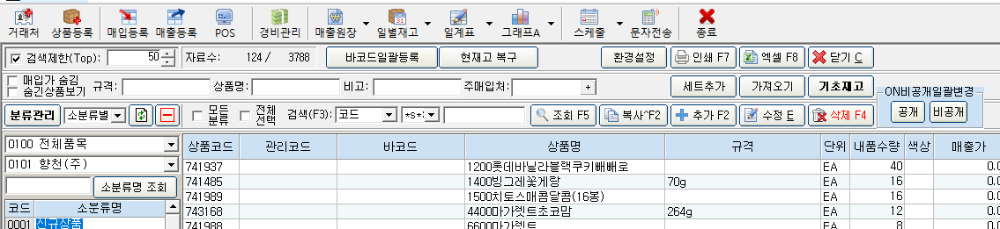 거래처 상품등록 매입등록 매출등록 POS 경비관리 매출원장 일별재고 일계표 그래프A 스케줄 문자전송 종료
검색제한(Top): 50 자료수: 124 / 3788 바코드일괄등록 현재고 복구 환경설정 인쇄 F7 엑셀 F8 닫기 C
매입가 숨김
숨긴상품보기 규격: 상품명: 비고: 주매입처: + 세트추가 가져오기 기초재고
ON비공개일괄변경
공개 비공개
분류관리 소분류별 모든분류 전체선택 검색(F3): 코드 *s* 조회 F5 복사^F2 추가 F2 수정 E 삭제 F4
0100 전체품목
0101 향천(주)
소분류명 조회
코드 소분류명
0001 신규상품
상품코드 관리코드 바코드 상품명 규격 단위 내품수량 색상 매출가
741937 1200롯데바닐라블랙쿠키빼빼로 EA 40 0.0
741485 1400빙그레꽃게랑 70g EA 16 0.0
741989 1500치토스매콤달콤(16봉) EA 16 0.0
743168 4400마가렛트초코맘 264g EA 12 0.0
741988 6600마가렛트 EA 8 0.0